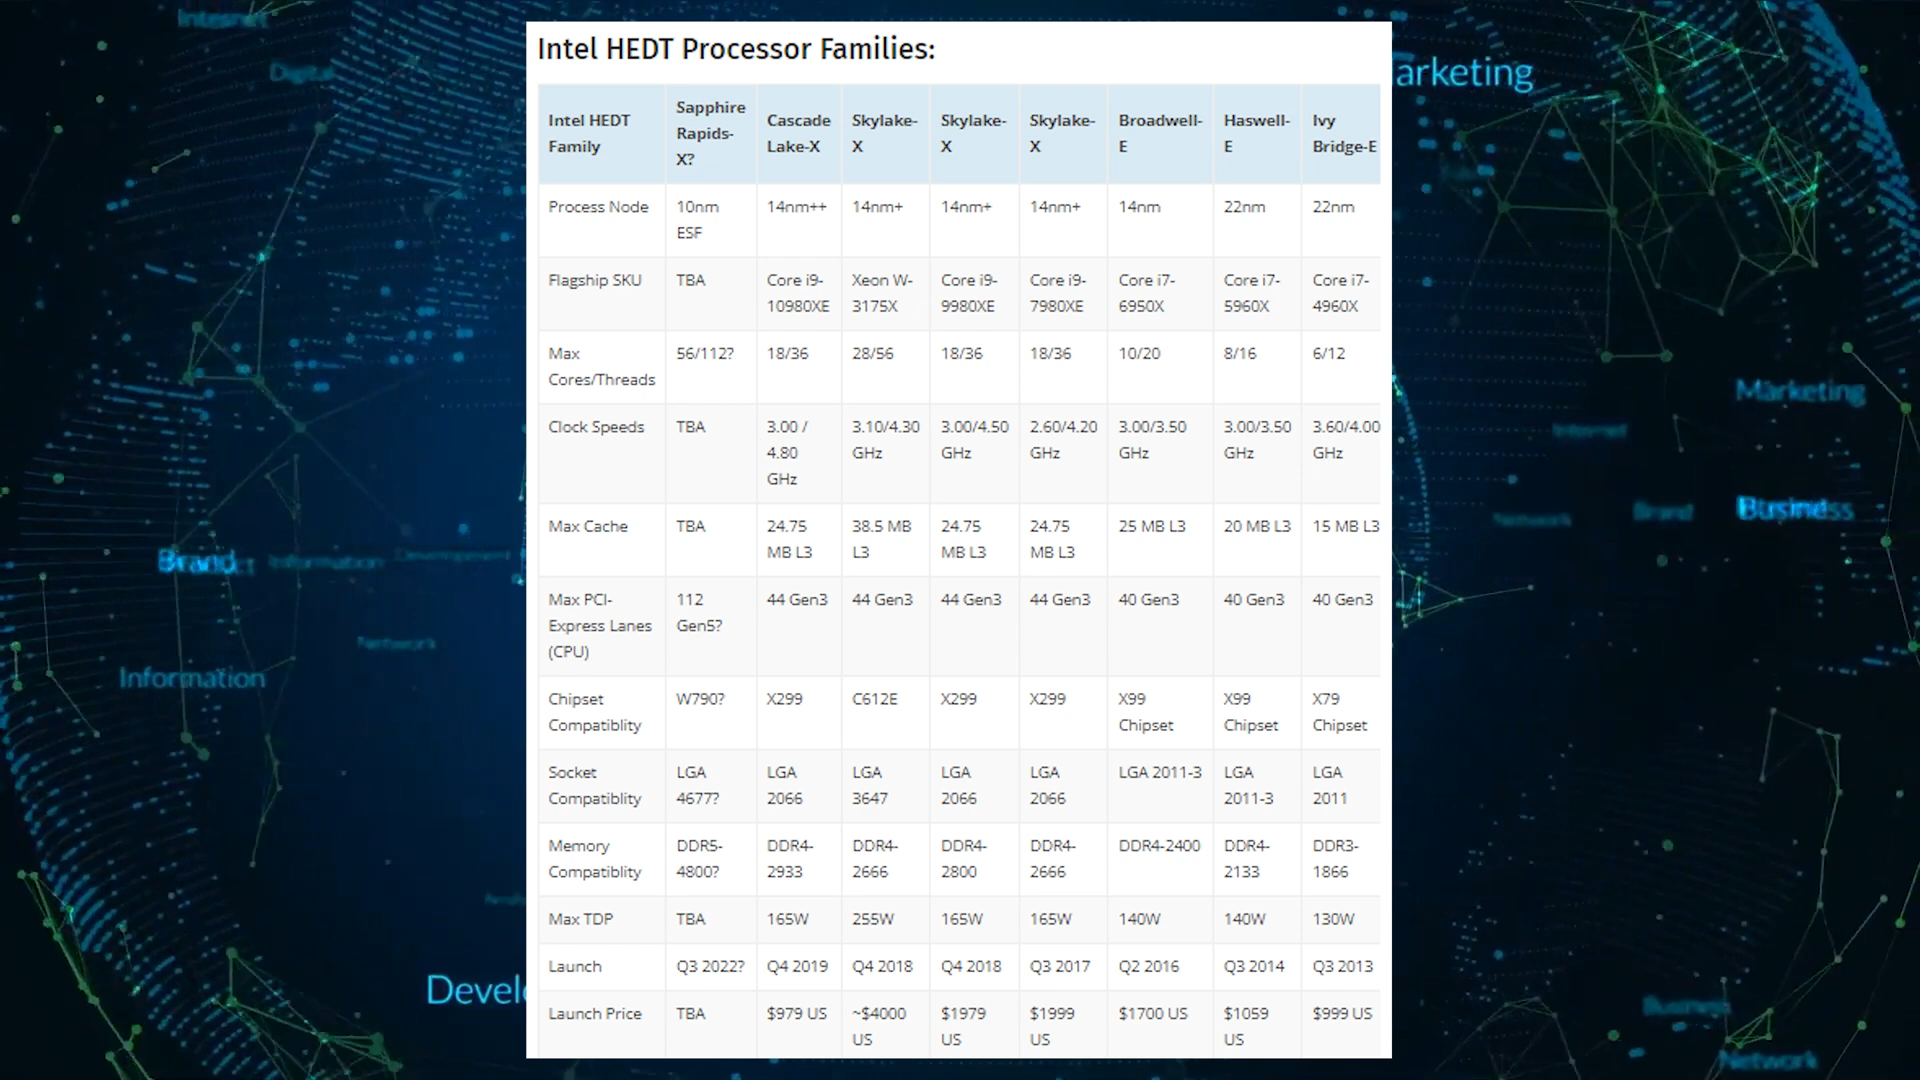 Internet
Digital
arketing
Intel HEDT Processor Families:
Intel HEDT Family | Sapphire Rapids-X? | Cascade Lake-X | Skylake-X | Skylake-X | Skylake-X | Broadwell-E | Haswell-E | Ivy Bridge-E
Process Node | 10nm ESF | 14nm++ | 14nm+ | 14nm+ | 14nm+ | 14nm | 22nm | 22nm
Flagship SKU | TBA | Core i9-10980XE | Xeon W-3175X | Core i9-9980XE | Core i9-7980XE | Core i7-6950X | Core i7-5960X | Core i7-4960X
Max Cores/Threads | 56/112? | 18/36 | 28/56 | 18/36 | 18/36 | 10/20 | 8/16 | 6/12
Clock Speeds | TBA | 3.00 / 4.80 GHz | 3.10/4.30 GHz | 3.00/4.50 GHz | 2.60/4.20 GHz | 3.00/3.50 GHz | 3.00/3.50 GHz | 3.60/4.00 GHz
Max Cache | TBA | 24.75 MB L3 | 38.5 MB L3 | 24.75 MB L3 | 24.75 MB L3 | 25 MB L3 | 20 MB L3 | 15 MB L3
Max PCI-Express Lanes (CPU) | 112 Gen5? | 44 Gen3 | 44 Gen3 | 44 Gen3 | 44 Gen3 | 40 Gen3 | 40 Gen3 | 40 Gen3
Chipset Compatiblity | W790? | X299 | C612E | X299 | X299 | X99 Chipset | X99 Chipset | X79 Chipset
Socket Compatiblity | LGA 4677? | LGA 2066 | LGA 3647 | LGA 2066 | LGA 2066 | LGA 2011-3 | LGA 2011-3 | LGA 2011
Memory Compatiblity | DDR5-4800? | DDR4-2933 | DDR4-2666 | DDR4-2800 | DDR4-2666 | DDR4-2400 | DDR4-2133 | DDR3-1866
Max TDP | TBA | 165W | 255W | 165W | 165W | 140W | 140W | 130W
Launch | Q3 2022? | Q4 2019 | Q4 2018 | Q4 2018 | Q3 2017 | Q2 2016 | Q3 2014 | Q3 2013
Launch Price | TBA | $979 US | ~$4000 US | $1979 US | $1999 US | $1700 US | $1059 US | $999 US
Marketing
Internet
Business
Brand
Network
Brand
Information
Development
Network
Information
Develo
Business
Network